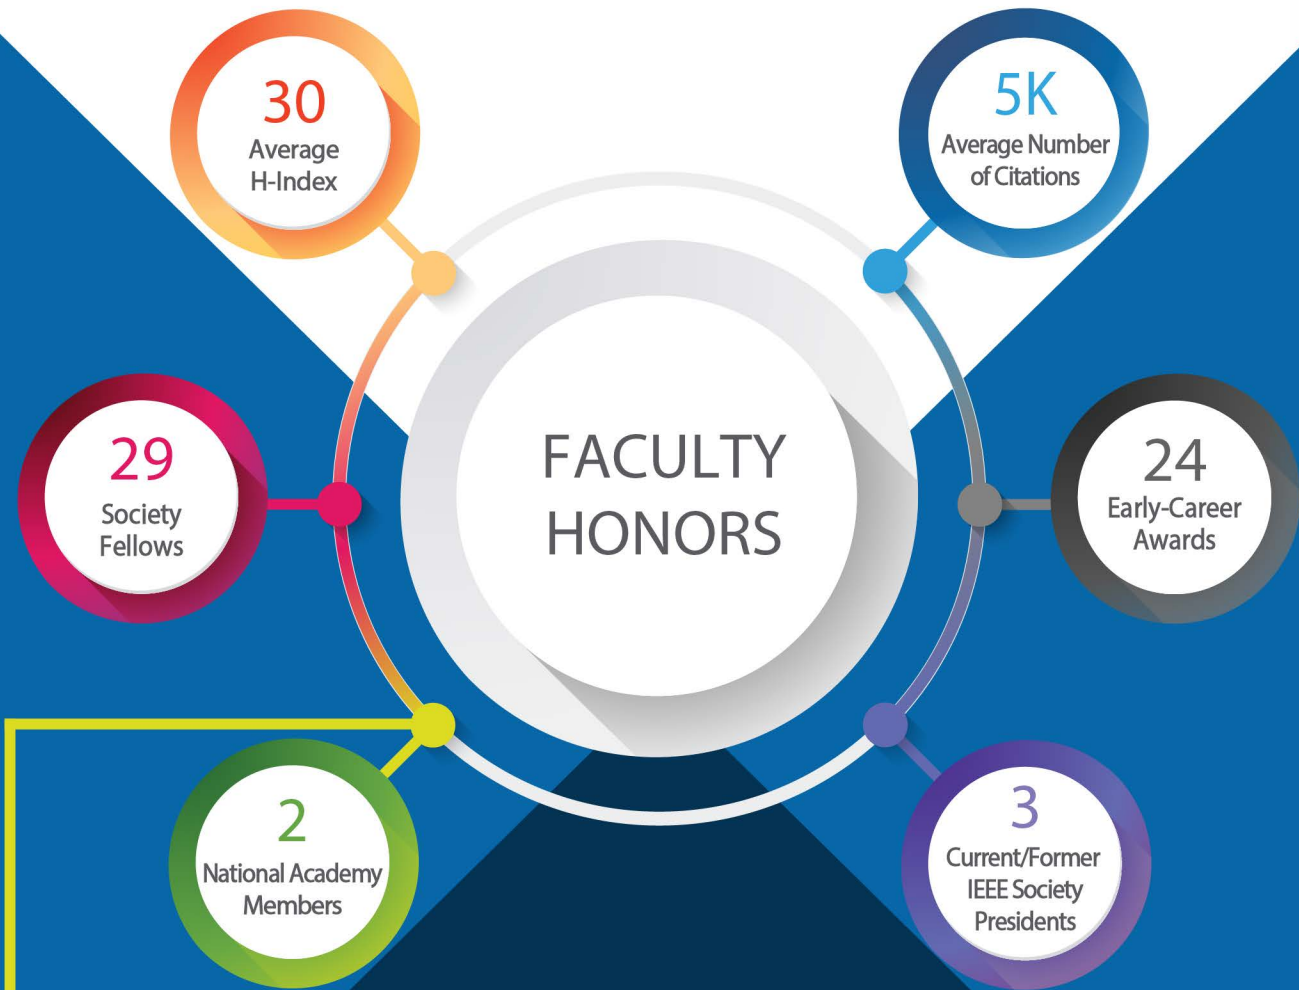 30
Average
H-Index
5K
Average Number
of Citations
FACULTY
HONORS
29
Society
Fellows
24
Early-Career
Awards
2
National Academy
Members
3
Current/Former
IEEE Society
Presidents